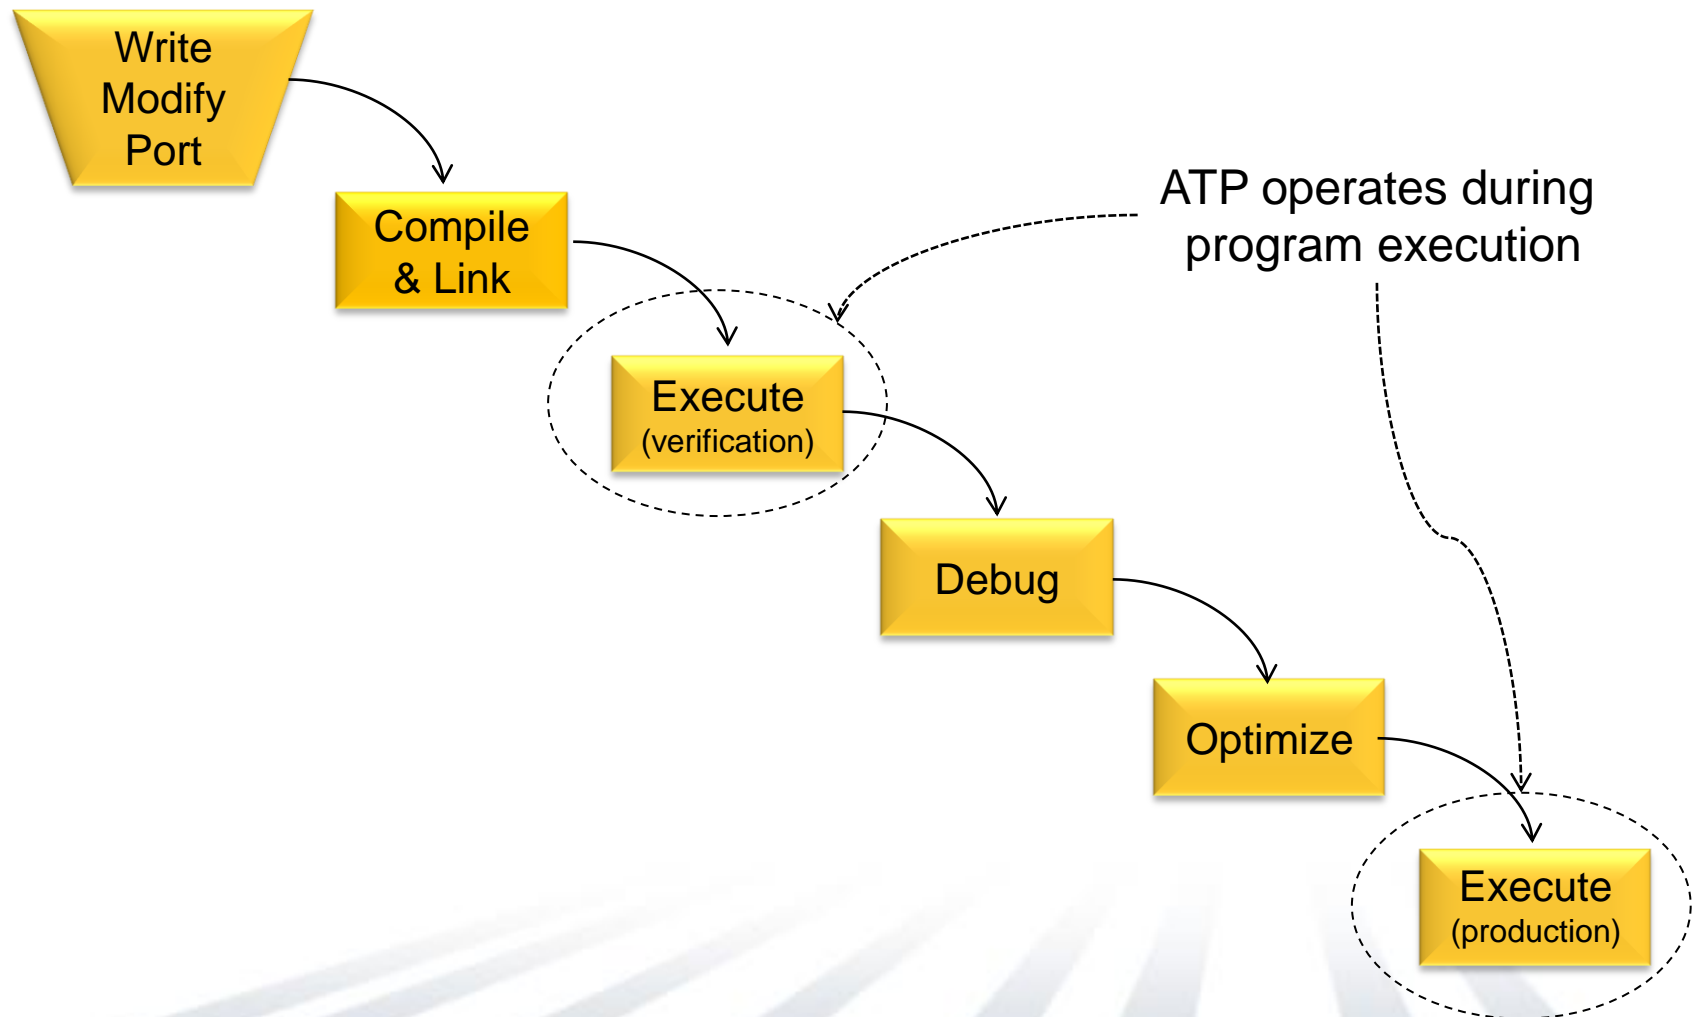 Write
Modify
Port
Compile
& Link
ATP operates during
program execution
Execute
(verification)
Debug
Optimize
Execute
(production)